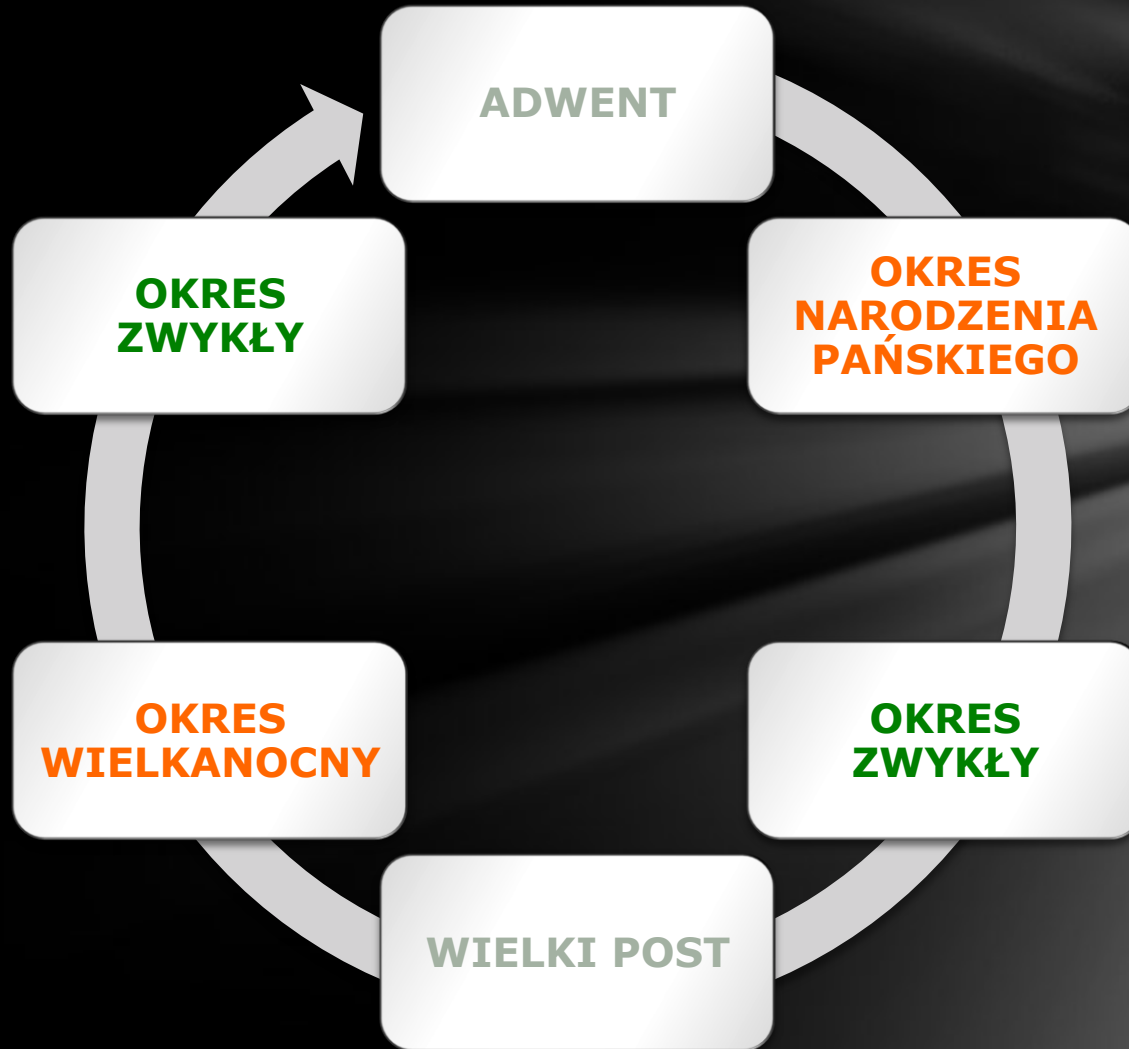 ADWENT
OKRES
NARODZENIA
PAŃSKIEGO
OKRES
ZWYKŁY
WIELKI POST
OKRES
WIELKANOCNY
OKRES
ZWYKŁY